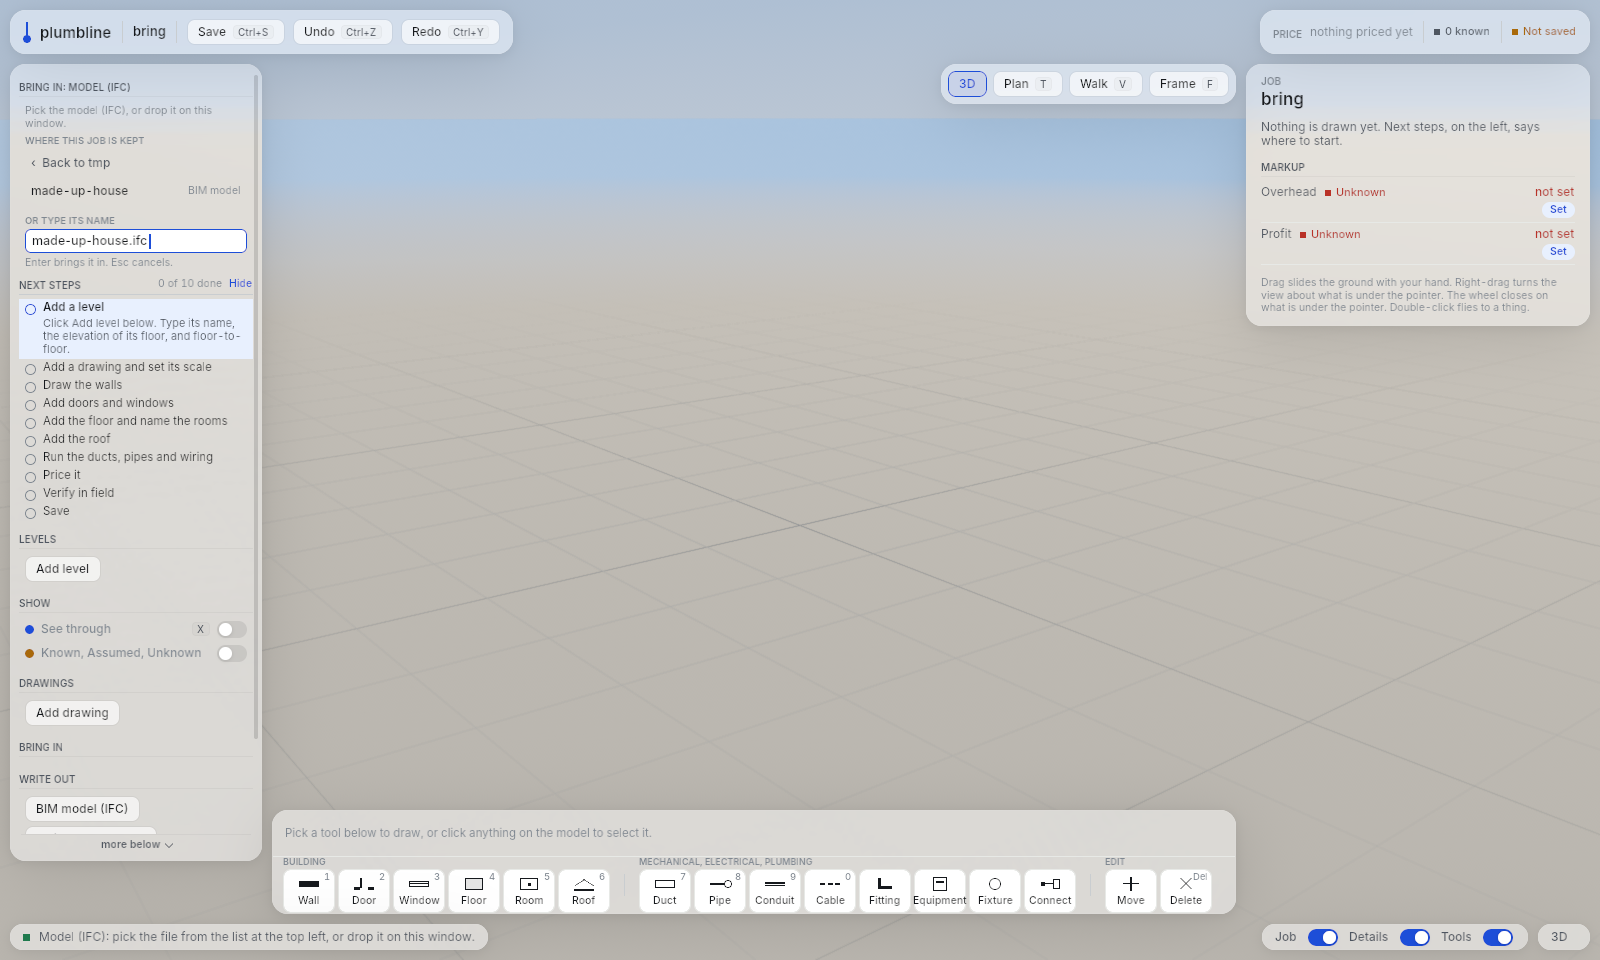 plumbline
bring
Save Ctrl+S
Undo Ctrl+Z
Redo Ctrl+Y
PRICE nothing priced yet
0 known
Not saved
3D
Plan T
Walk V
Frame F
BRING IN: MODEL (IFC)
Pick the model (IFC), or drop it on this
window.
WHERE THIS JOB IS KEPT
‹ Back to tmp
made-up-house BIM model
OR TYPE ITS NAME
made-up-house.ifc
Enter brings it in. Esc cancels.
NEXT STEPS 0 of 10 done Hide
Add a level
Click Add level below. Type its name,
the elevation of its floor, and floor-to-
floor.
Add a drawing and set its scale
Draw the walls
Add doors and windows
Add the floor and name the rooms
Add the roof
Run the ducts, pipes and wiring
Price it
Verify in field
Save
LEVELS
Add level
SHOW
See through X
Known, Assumed, Unknown
DRAWINGS
Add drawing
BRING IN
WRITE OUT
BIM model (IFC)
more below
JOB
bring
Nothing is drawn yet. Next steps, on the left, says
where to start.
MARKUP
Overhead Unknown not set
Set
Profit Unknown not set
Set
Drag slides the ground with your hand. Right-drag turns the
view about what is under the pointer. The wheel closes on
what is under the pointer. Double-click flies to a thing.
Pick a tool below to draw, or click anything on the model to select it.
BUILDING
1 Wall
2 Door
3 Window
4 Floor
5 Room
6 Roof
MECHANICAL, ELECTRICAL, PLUMBING
7 Duct
8 Pipe
9 Conduit
0 Cable
Fitting
Equipment
Fixture
Connect
EDIT
Move
Del Delete
Model (IFC): pick the file from the list at the top left, or drop it on this window.
Job
Details
Tools
3D